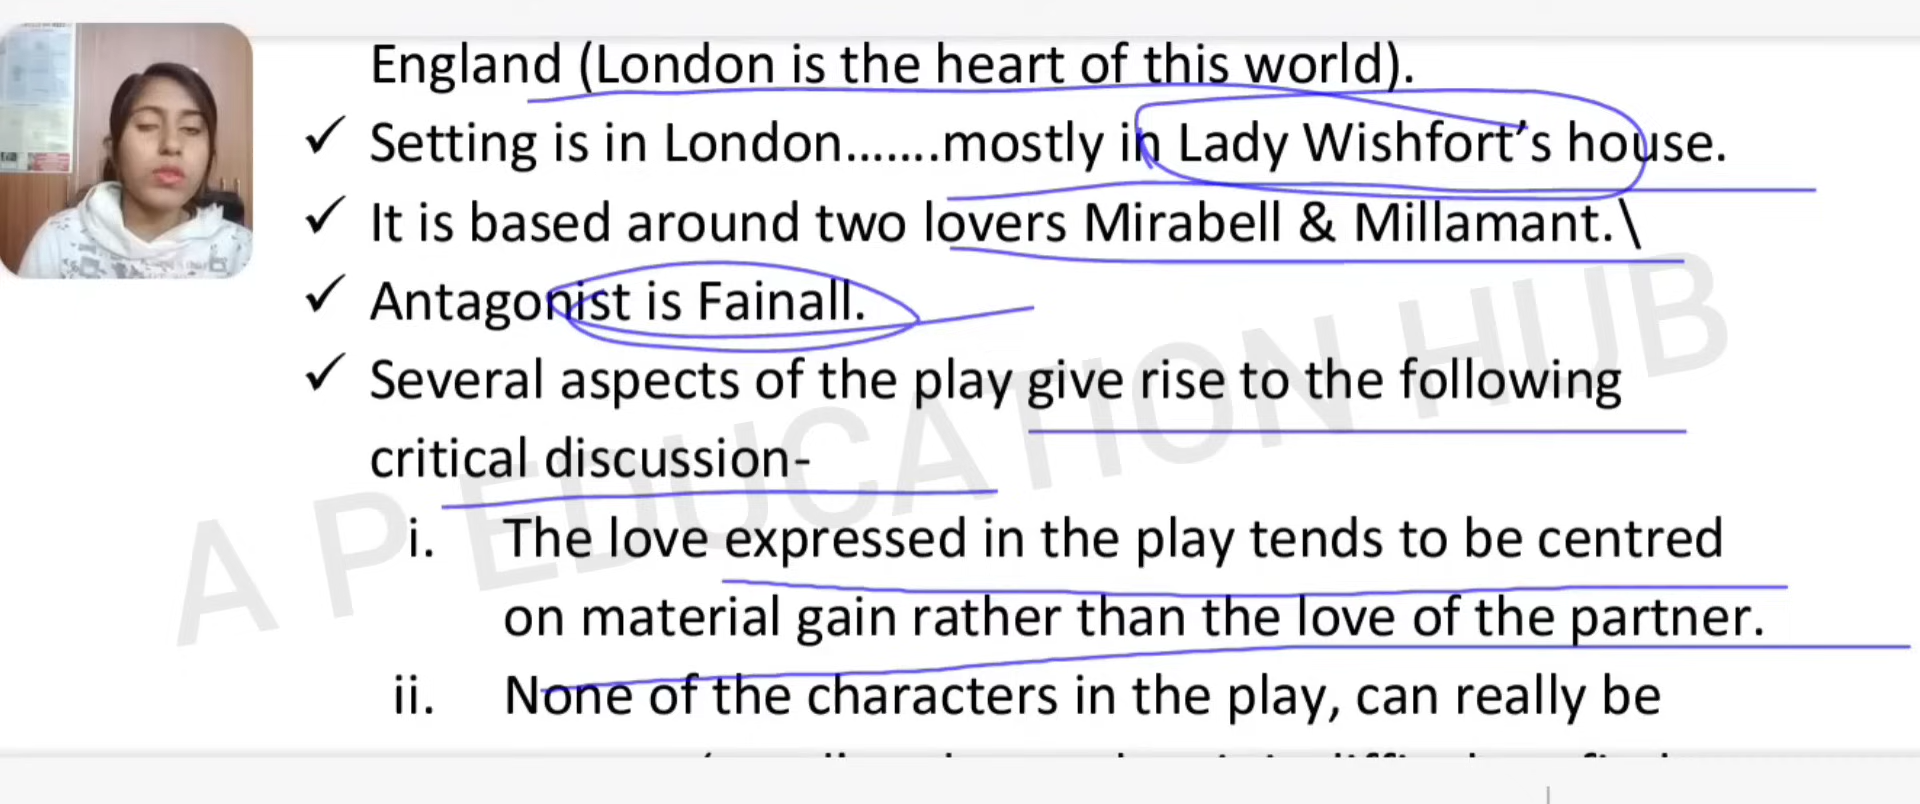 England (London is the heart of this world).
✓ Setting is in London.......mostly in Lady Wishfort's house.
✓ It is based around two lovers Mirabell & Millamant.\
✓ Antagonist is Fainall.
✓ Several aspects of the play give rise to the following
critical discussion-
i. The love expressed in the play tends to be centred
on material gain rather than the love of the partner.
ii. None of the characters in the play, can really be
A P EDUCATION HUB